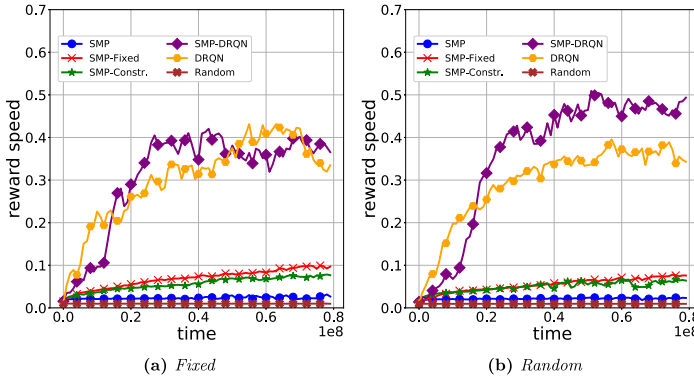 0.7
0.6
0.5
0.4
0.3
0.2
0.1
0.0
reward speed
SMP
SMP-Fixed
SMP-Constr.
SMP-DRQN
DRQN
Random
0.0 0.2 0.4 0.6 0.8
time
1e8
(a) Fixed
0.7
0.6
0.5
0.4
0.3
0.2
0.1
0.0
reward speed
SMP
SMP-Fixed
SMP-Constr.
SMP-DRQN
DRQN
Random
0.0 0.2 0.4 0.6 0.8
time
1e8
(b) Random